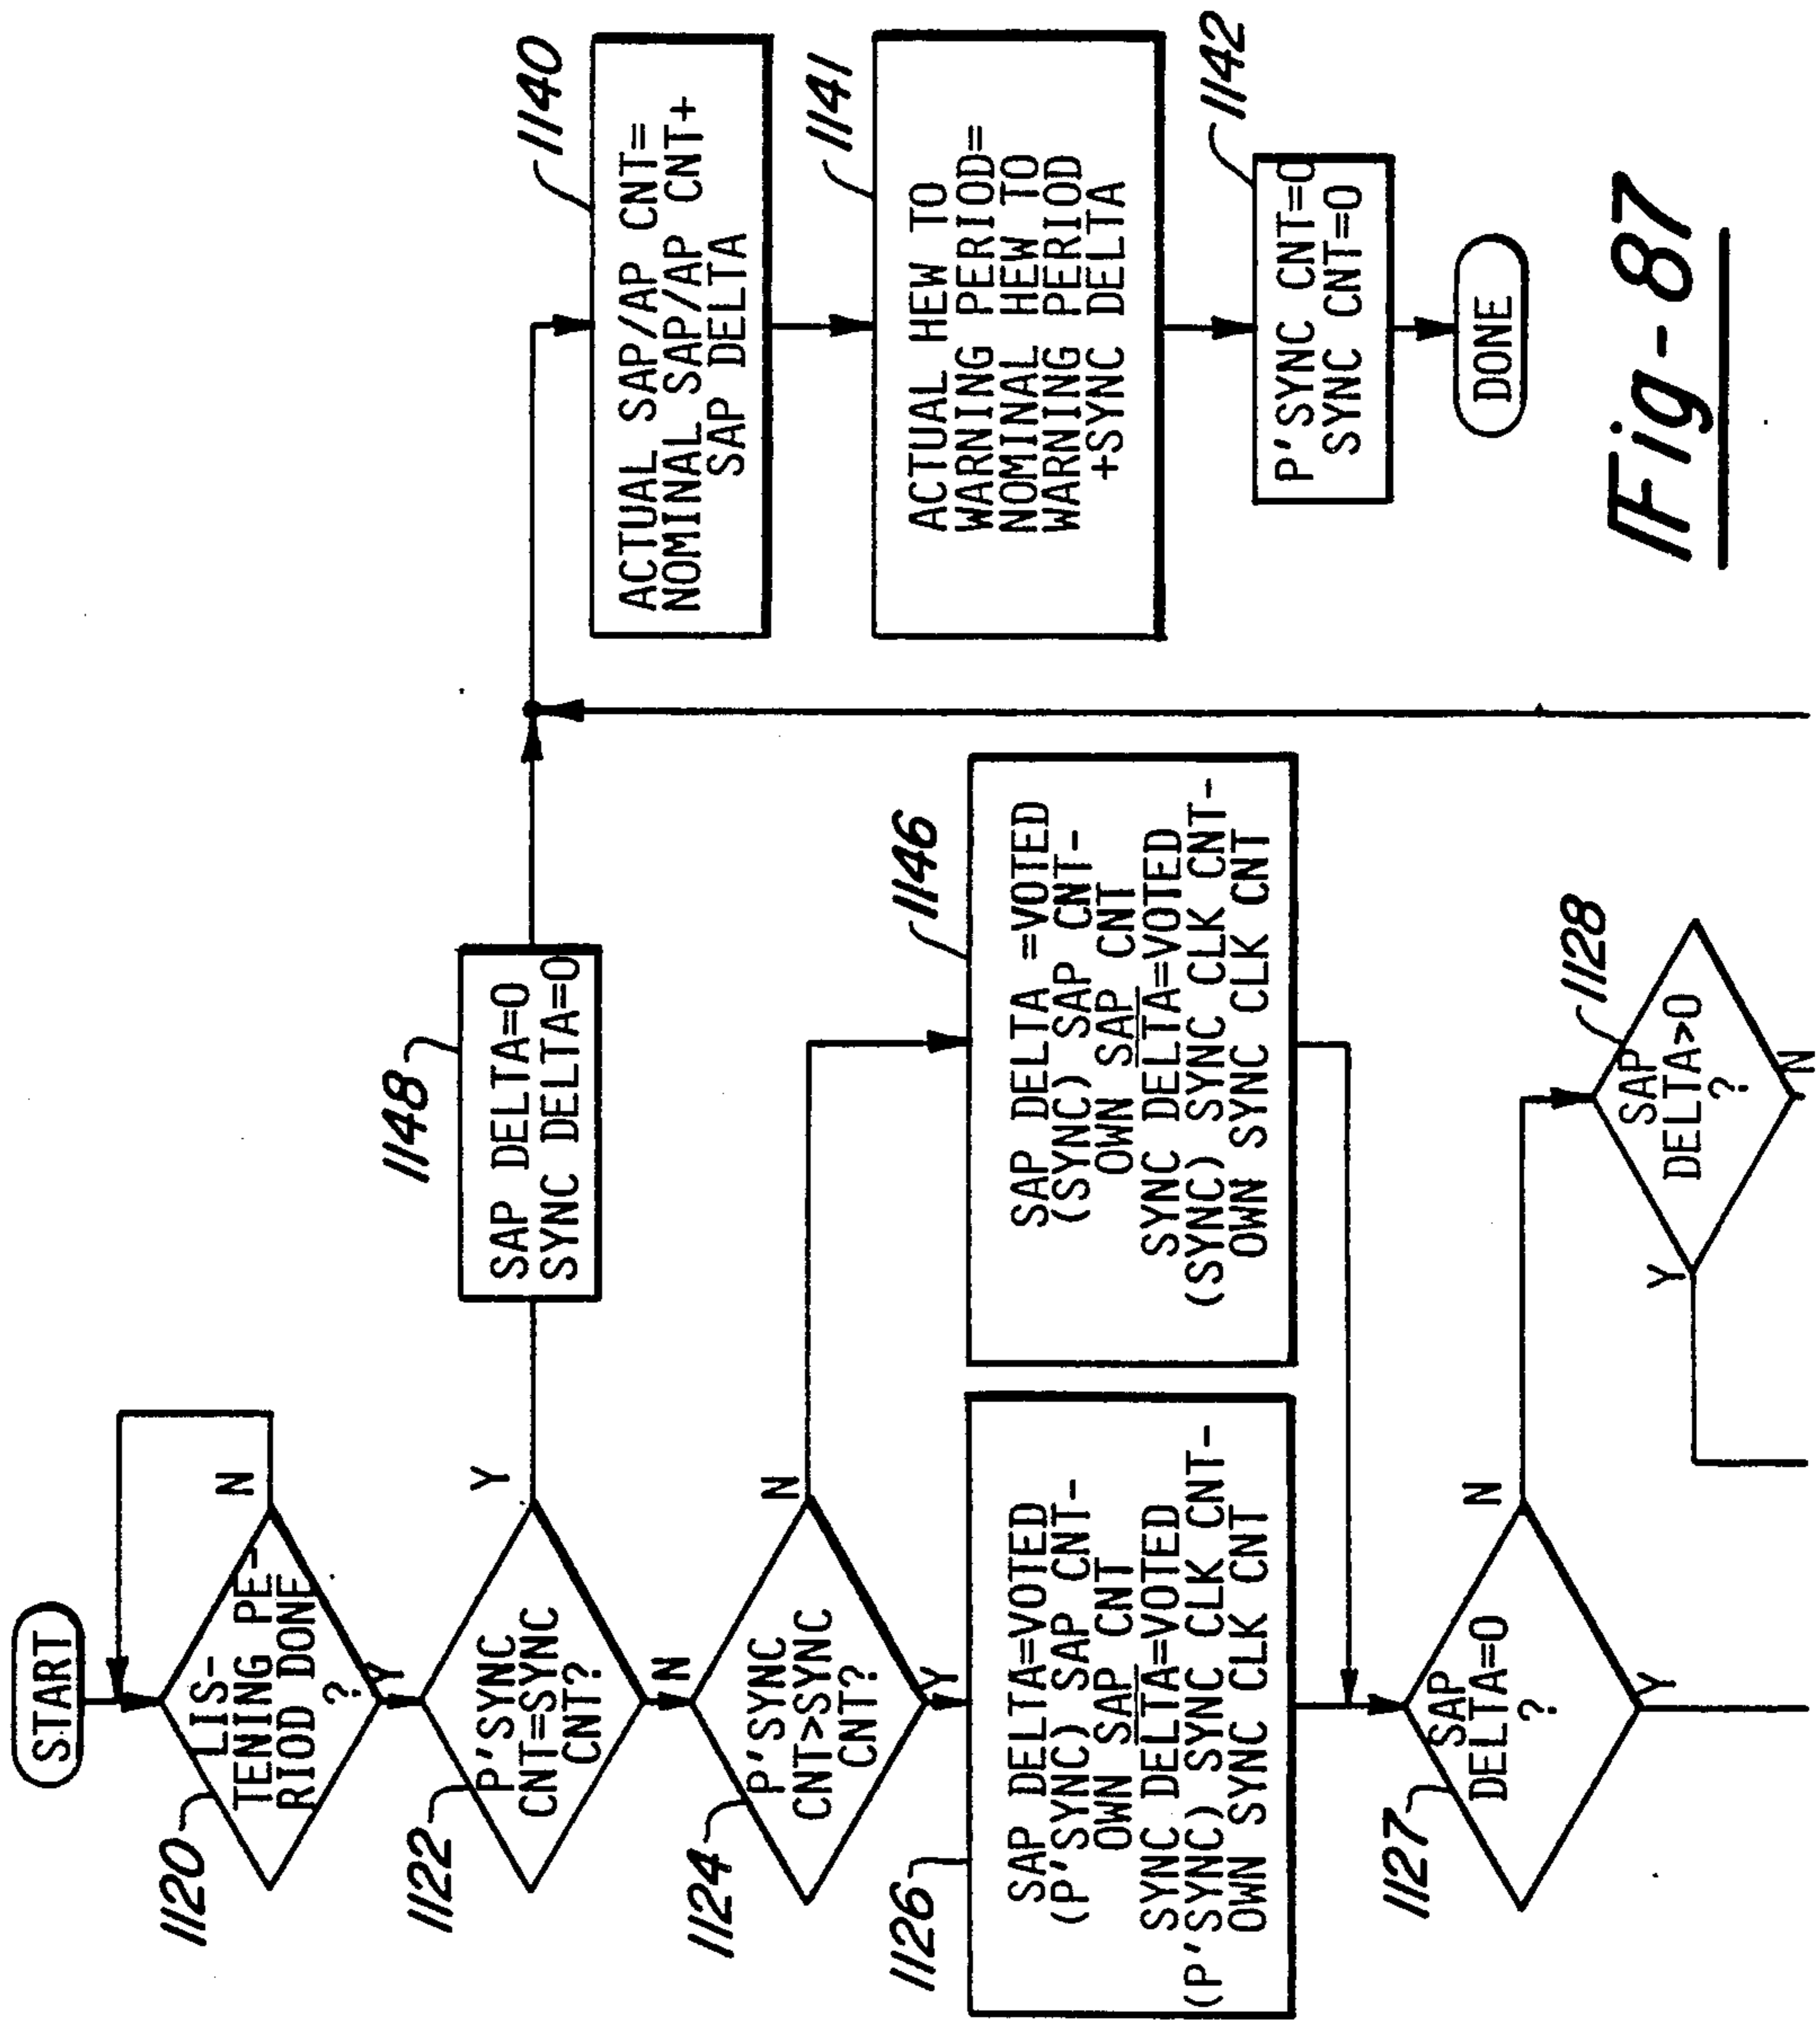 START
1120
LIS-
TENING PE-
RIOD DONE
?
N
Y
1122
P'SYNC
CNT=SYNC
CNT?
Y
N
1148
SAP DELTA=0
SYNC DELTA=0
1124
P'SYNC
CNT>SYNC
CNT?
N
Y
1126
SAP DELTA=VOTED
(P'SYNC) SAP CNT-
OWN SAP CNT
SYNC DELTA=VOTED
(P'SYNC) SYNC CLK CNT-
OWN SYNC CLK CNT
1146
SAP DELTA =VOTED
(SYNC) SAP CNT-
OWN SAP CNT
SYNC DELTA=VOTED
(SYNC) SYNC CLK CNT-
OWN SYNC CLK CNT
1127
SAP
DELTA=0
?
N
Y
1128
SAP
DELTA>0
?
Y
N
1140
ACTUAL SAP/AP CNT=
NOMINAL SAP/AP CNT+
SAP DELTA
1141
ACTUAL HEW TO
WARNING PERIOD=
NOMINAL HEW TO
WARNING PERIOD
+SYNC DELTA
1142
P'SYNC CNT=0
SYNC CNT=0
DONE
Fig-87